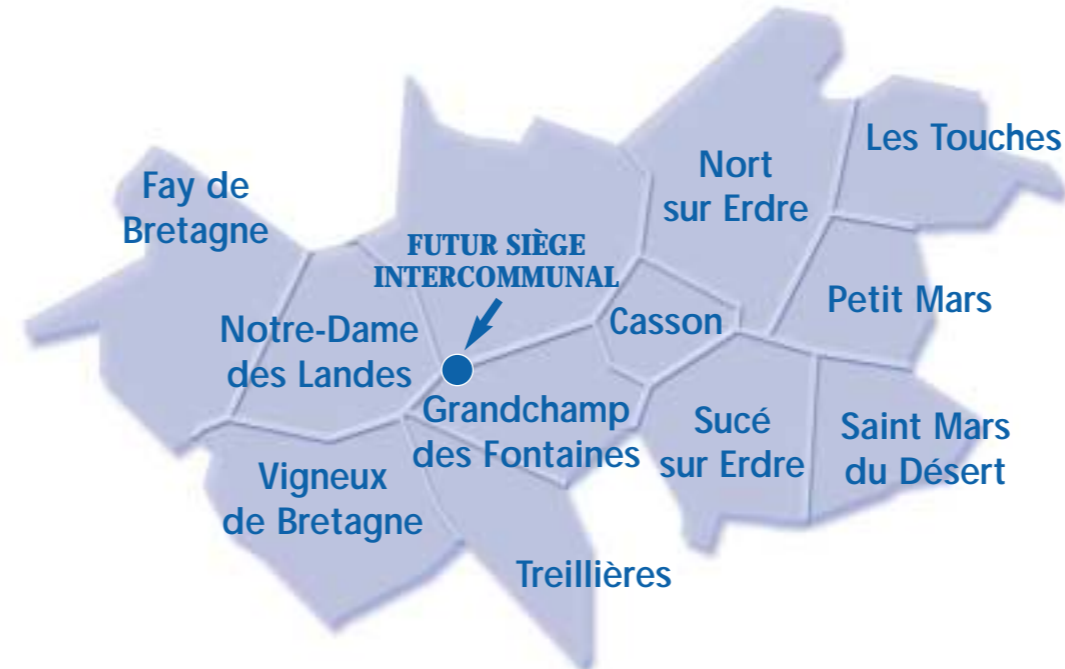 Les Touches
Nort
sur Erdre
Fay de
Bretagne
FUTUR SIÈGE
INTERCOMMUNAL
Petit Mars
Casson
Notre-Dame
des Landes
Grandchamp
des Fontaines
Sucé
sur Erdre
Saint Mars
du Désert
Vigneux
de Bretagne
Treillières